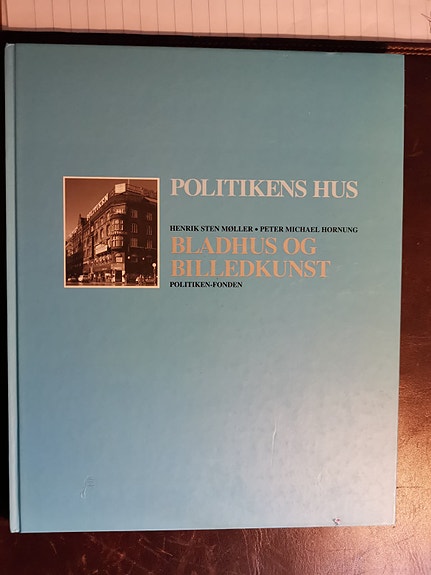 POLITIKENS HUS
HENRIK STEN MØLLER • PETER MICHAEL HORNUNG
BLADHUS OG
BILLEDKUNST
POLITIKEN-FONDEN